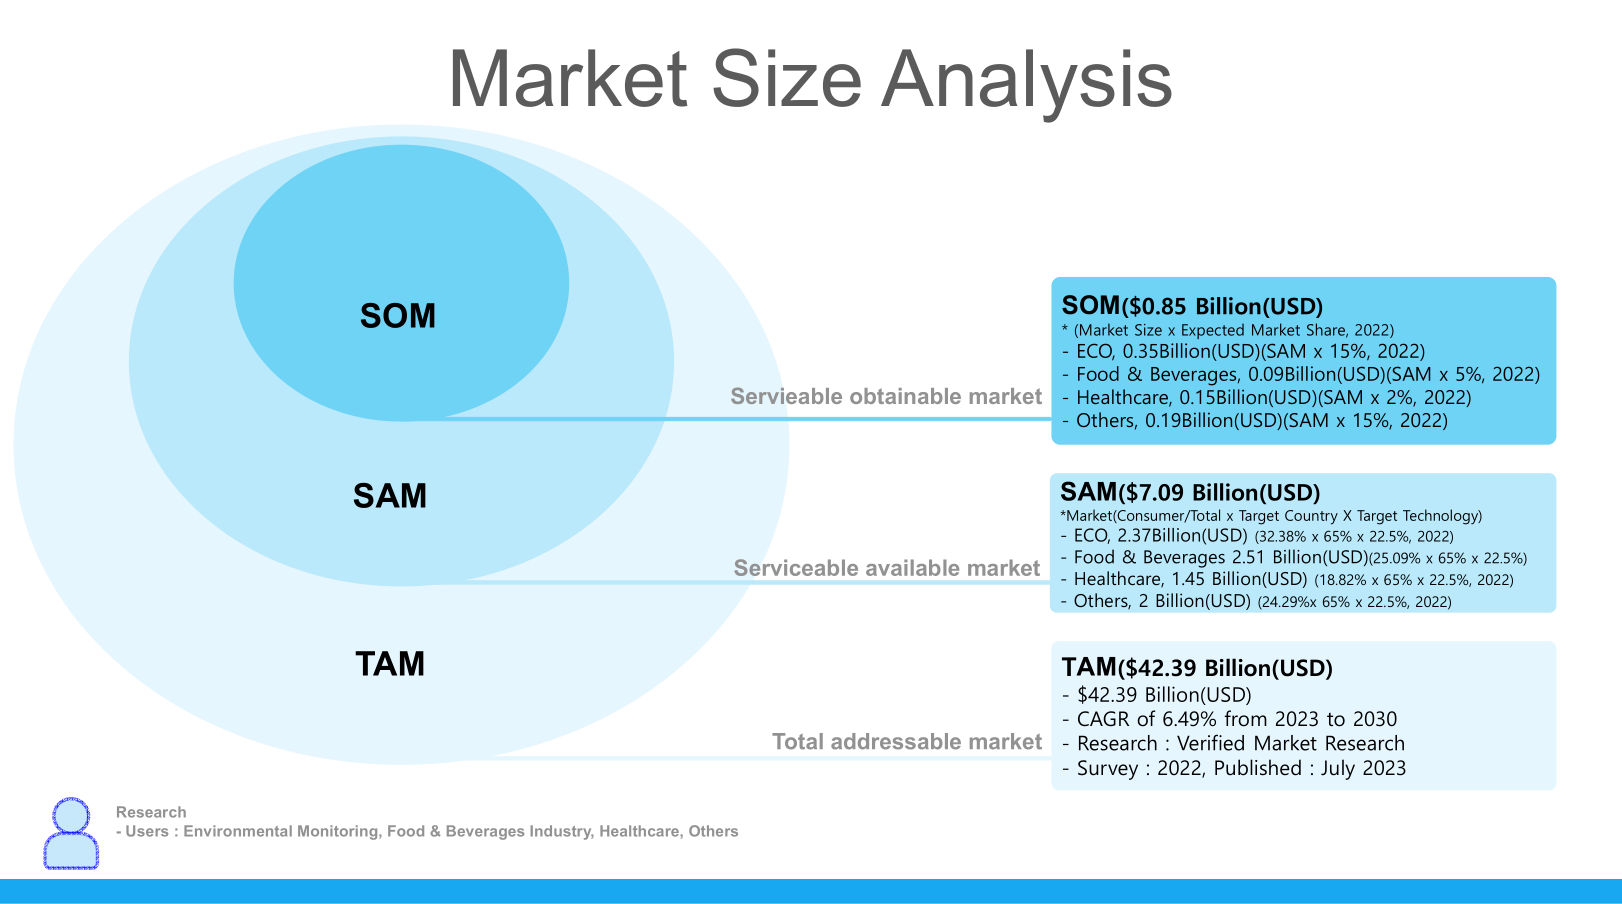 Market Size Analysis
SOM
SAM
TAM
Servieable obtainable market
Serviceable available market
Total addressable market
SOM($0.85 Billion(USD)
* (Market Size x Expected Market Share, 2022)
- ECO, 0.35Billion(USD)(SAM x 15%, 2022)
- Food & Beverages, 0.09Billion(USD)(SAM x 5%, 2022)
- Healthcare, 0.15Billion(USD)(SAM x 2%, 2022)
- Others, 0.19Billion(USD)(SAM x 15%, 2022)
SAM($7.09 Billion(USD)
*Market(Consumer/Total x Target Country X Target Technology)
- ECO, 2.37Billion(USD) (32.38% x 65% x 22.5%, 2022)
- Food & Beverages 2.51 Billion(USD)(25.09% x 65% x 22.5%)
- Healthcare, 1.45 Billion(USD) (18.82% x 65% x 22.5%, 2022)
- Others, 2 Billion(USD) (24.29%x 65% x 22.5%, 2022)
TAM($42.39 Billion(USD)
- $42.39 Billion(USD)
- CAGR of 6.49% from 2023 to 2030
- Research : Verified Market Research
- Survey : 2022, Published : July 2023
Research
- Users : Environmental Monitoring, Food & Beverages Industry, Healthcare, Others